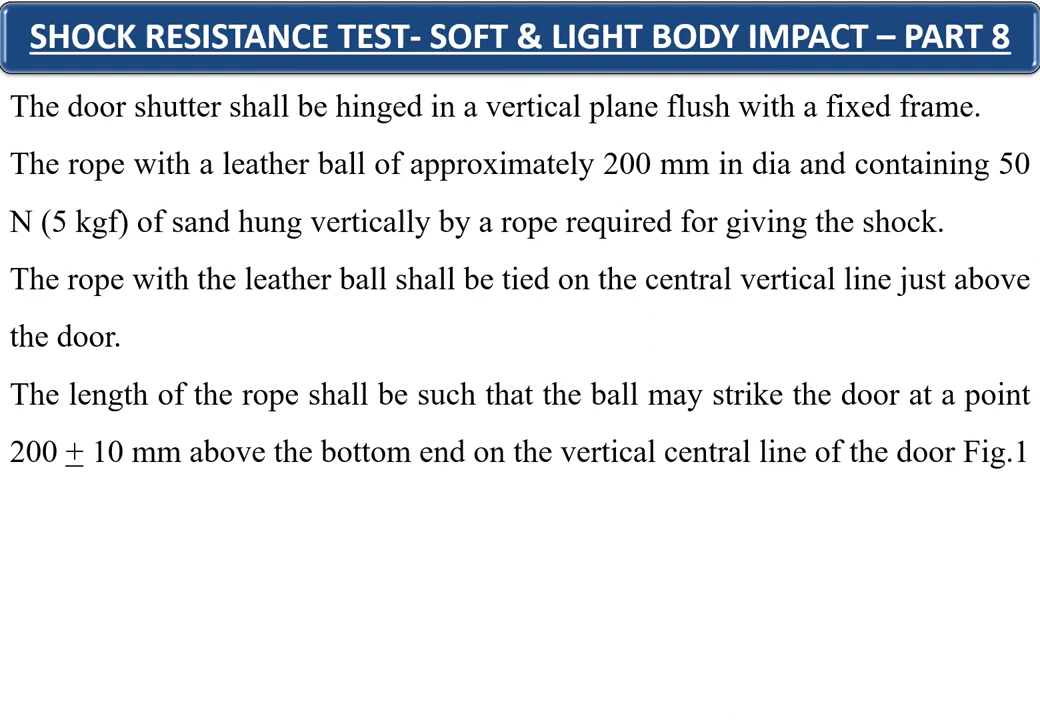 SHOCK RESISTANCE TEST- SOFT & LIGHT BODY IMPACT – PART 8
The door shutter shall be hinged in a vertical plane flush with a fixed frame.
The rope with a leather ball of approximately 200 mm in dia and containing 50
N (5 kgf) of sand hung vertically by a rope required for giving the shock.
The rope with the leather ball shall be tied on the central vertical line just above
the door.
The length of the rope shall be such that the ball may strike the door at a point
200 + 10 mm above the bottom end on the vertical central line of the door Fig.1